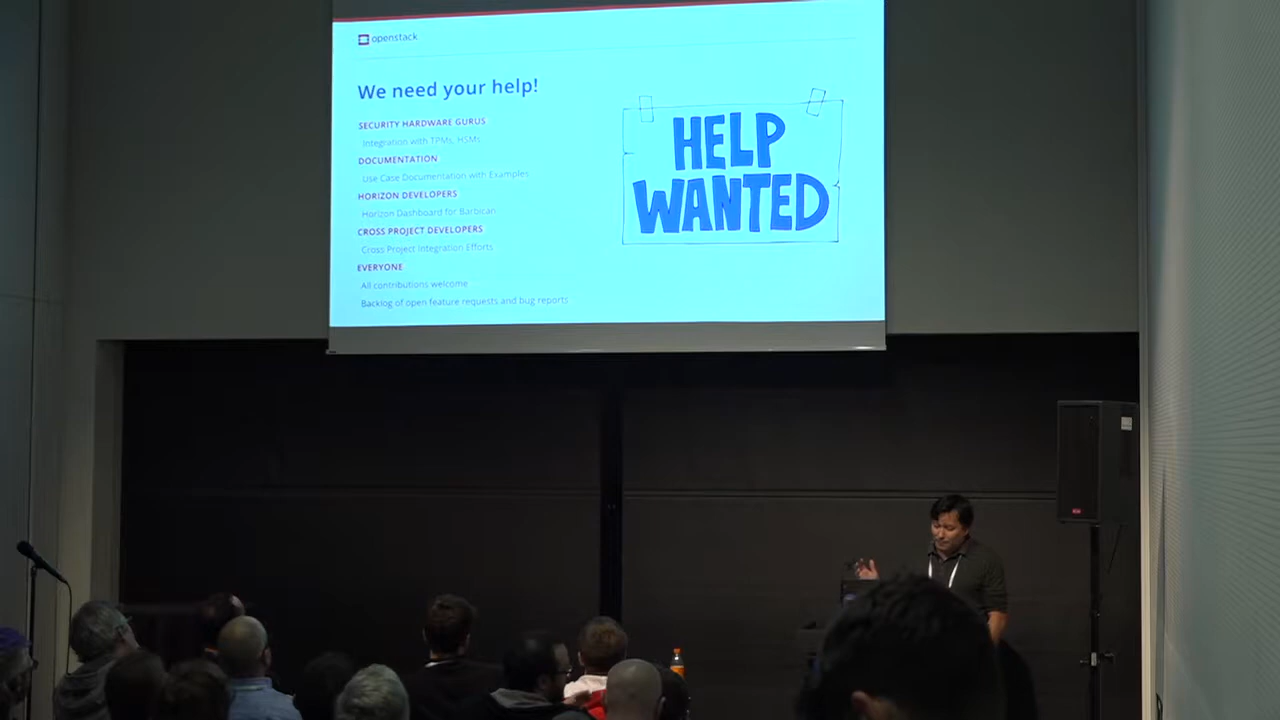 openstack
We need your help!
SECURITY HARDWARE GURUS
Integration with TPMs, HSMs
DOCUMENTATION
Use Case Documentation with Examples
HORIZON DEVELOPERS
Horizon Dashboard for Barbican
CROSS PROJECT DEVELOPERS
Cross Project Integration Efforts
EVERYONE
All contributions welcome
Backlog of open feature requests and bug reports
HELP
WANTED